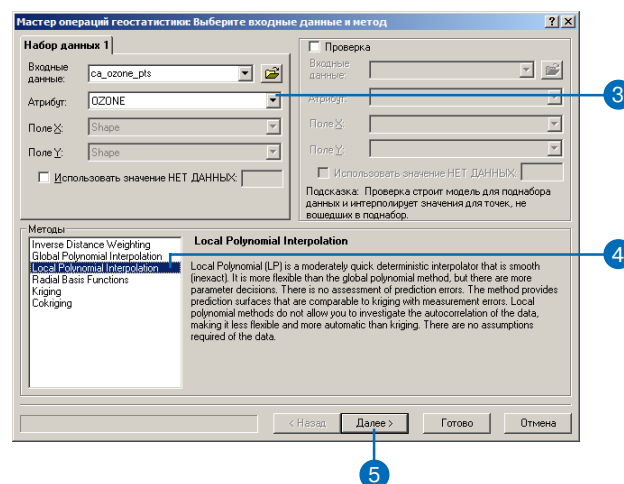 Мастер операций геостатистики: Выберите входные данные и метод
Набор данных 1
Входные данные:
ca_ozone_pts
Атрибут:
OZONE
Поле X:
Shape
Поле Y:
Shape
Использовать значение НЕТ ДАННЫХ:
Проверка
Входные данные:
Атрибут:
Поле X:
Поле Y:
Использовать значение НЕТ ДАННЫХ:
Подсказка: Проверка строит модель для поднабора
данных и интерполирует значения для точек, не
вошедших в поднабор.
3
Методы
Inverse Distance Weighting
Global Polynomial Interpolation
Local Polynomial Interpolation
Radial Basis Functions
Kriging
Cokriging
Local Polynomial Interpolation
Local Polynomial (LP) is a moderately quick deterministic interpolator that is smooth
(inexact). It is more flexible than the global polynomial method, but there are more
parameter decisions. There is no assessment of prediction errors. The method provides
prediction surfaces that are comparable to kriging with measurement errors. Local
polynomial methods do not allow you to investigate the autocorrelation of the data,
making it less flexible and more automatic than kriging. There are no assumptions
required of the data.
4
< Назад
Далее >
Готово
Отмена
5